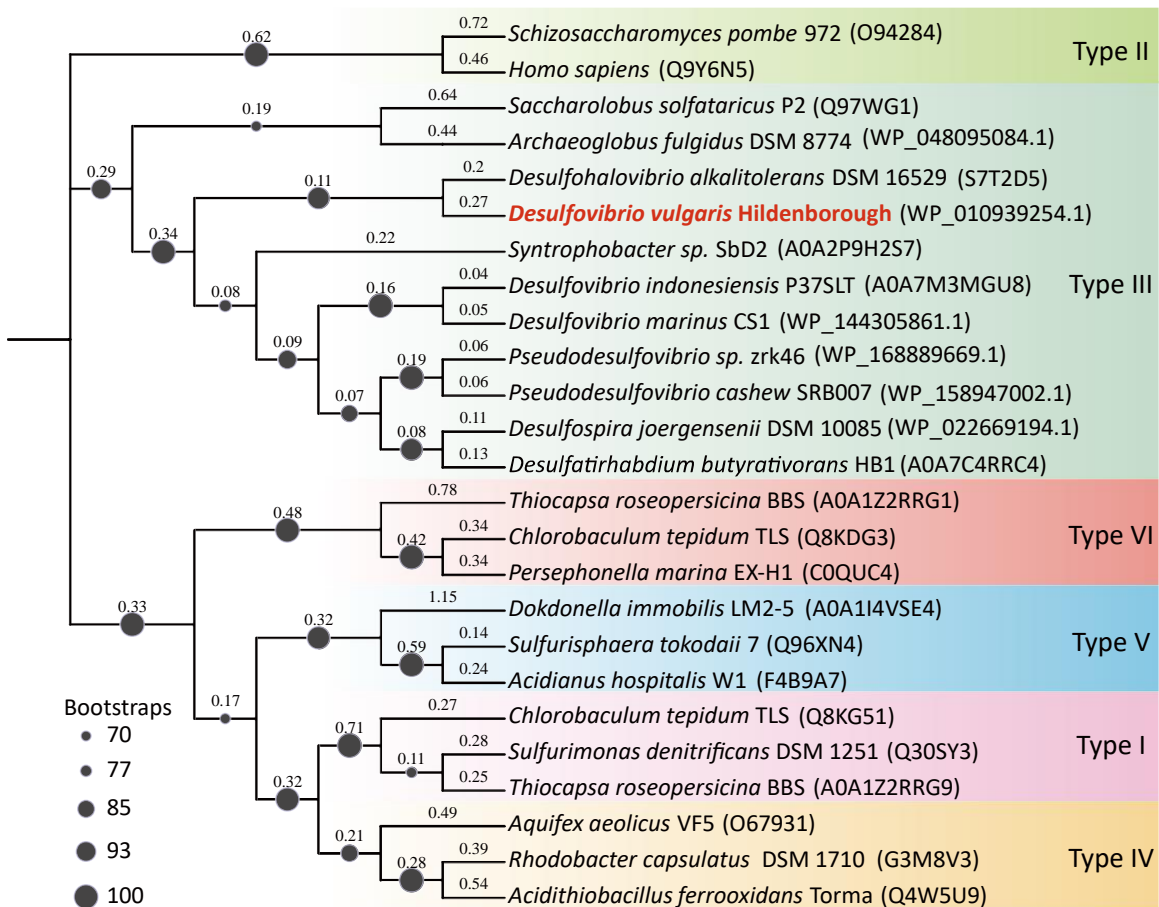 0.72
0.62
Schizosaccharomyces pombe 972 (O94284)
Type II
0.46
Homo sapiens (Q9Y6N5)
0.64
Saccharolobus solfataricus P2 (Q97WG1)
0.19
0.44
Archaeoglobus fulgidus DSM 8774 (WP_048095084.1)
0.29
0.2
Desulfohalovibrio alkalitolerans DSM 16529 (S7T2D5)
0.11
0.27
Desulfovibrio vulgaris Hildenborough (WP_010939254.1)
0.34
0.22
Syntrophobacter sp. SbD2 (A0A2P9H2S7)
0.08
0.04
Desulfovibrio indonesiensis P37SLT (A0A7M3MGU8)
Type III
0.16
0.05
Desulfovibrio marinus CS1 (WP_144305861.1)
0.09
0.06
Pseudodesulfovibrio sp. zrk46 (WP_168889669.1)
0.19
0.06
Pseudodesulfovibrio cashew SRB007 (WP_158947002.1)
0.07
0.11
Desulfospira joergensenii DSM 10085 (WP_022669194.1)
0.08
0.13
Desulfatirhabdium butyrativorans HB1 (A0A7C4RRC4)
0.78
Thiocapsa roseopersicina BBS (A0A1Z2RRG1)
0.48
0.34
Chlorobaculum tepidum TLS (Q8KDG3)
Type VI
0.42
0.34
Persephonella marina EX-H1 (C0QUC4)
0.33
1.15
Dokdonella immobilis LM2-5 (A0A1I4VSE4)
0.32
0.14
Sulfurisphaera tokodaii 7 (Q96XN4)
Type V
0.59
0.24
Acidianus hospitalis W1 (F4B9A7)
0.17
0.27
Chlorobaculum tepidum TLS (Q8KG51)
0.71
0.28
Sulfurimonas denitrificans DSM 1251 (Q30SY3)
Type I
0.11
0.25
Thiocapsa roseopersicina BBS (A0A1Z2RRG9)
0.32
0.49
Aquifex aeolicus VF5 (O67931)
0.21
0.39
Rhodobacter capsulatus DSM 1710 (G3M8V3)
Type IV
0.28
0.54
Acidithiobacillus ferrooxidans Torma (Q4W5U9)
Bootstraps
70
77
85
93
100